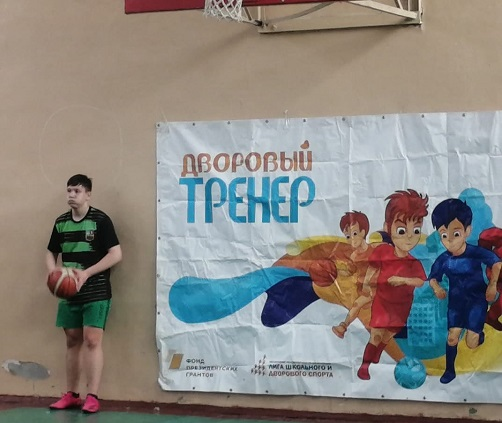 ДВОРОВЫЙ
ТРЕНЕР
ФОНД
ПРЕЗИДЕНТСКИХ
ГРАНТОВ
ЛИГА ШКОЛЬНОГО И
ДВОРОВОГО СПОРТА